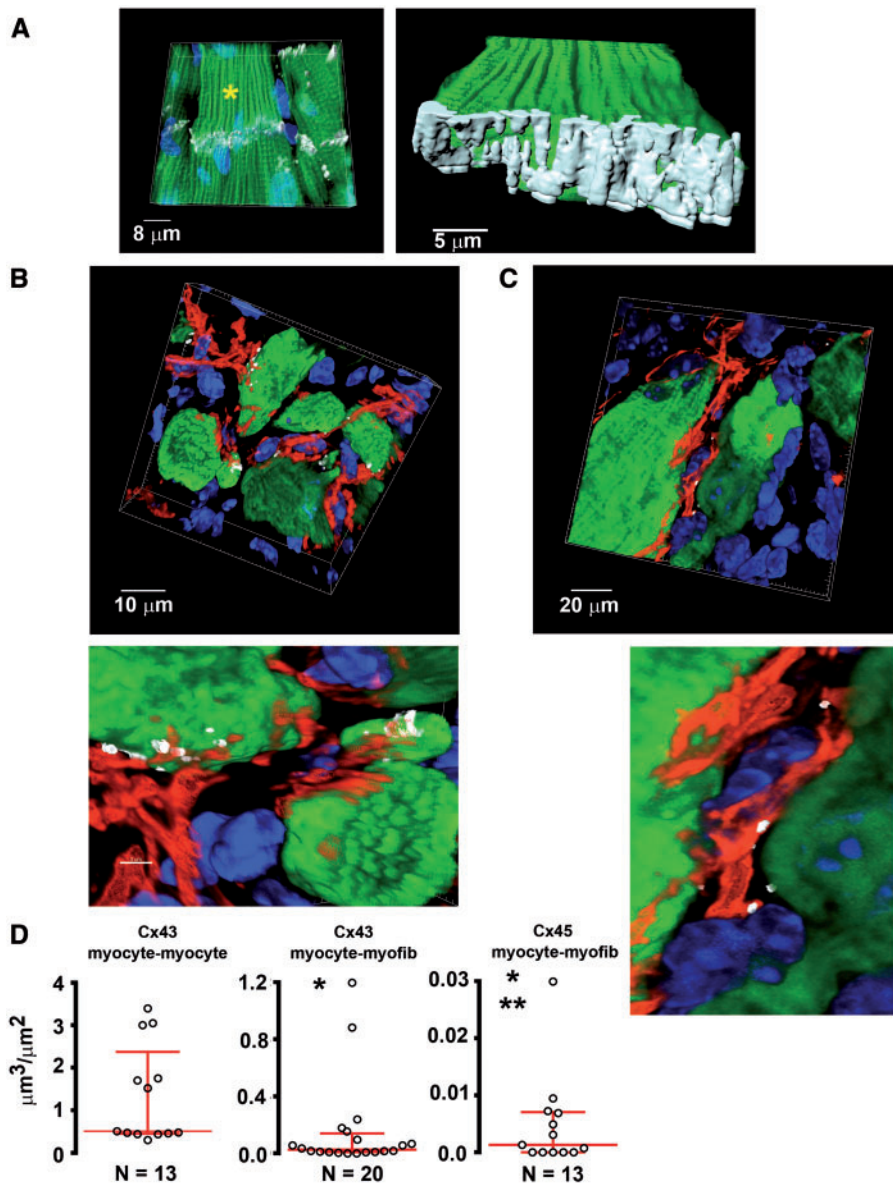 A
*
8 μm
5 μm
B
C
10 μm
20 μm
D
Cx43
myocyte-myocyte
Cx43
myocyte-myofib
Cx45
myocyte-myofib
μm³/μm²
4
3
2
1
0
1.2
0.8
0.4
0.0
*
0.03
0.01
0.00
*
**
N = 13
N = 20
N = 13